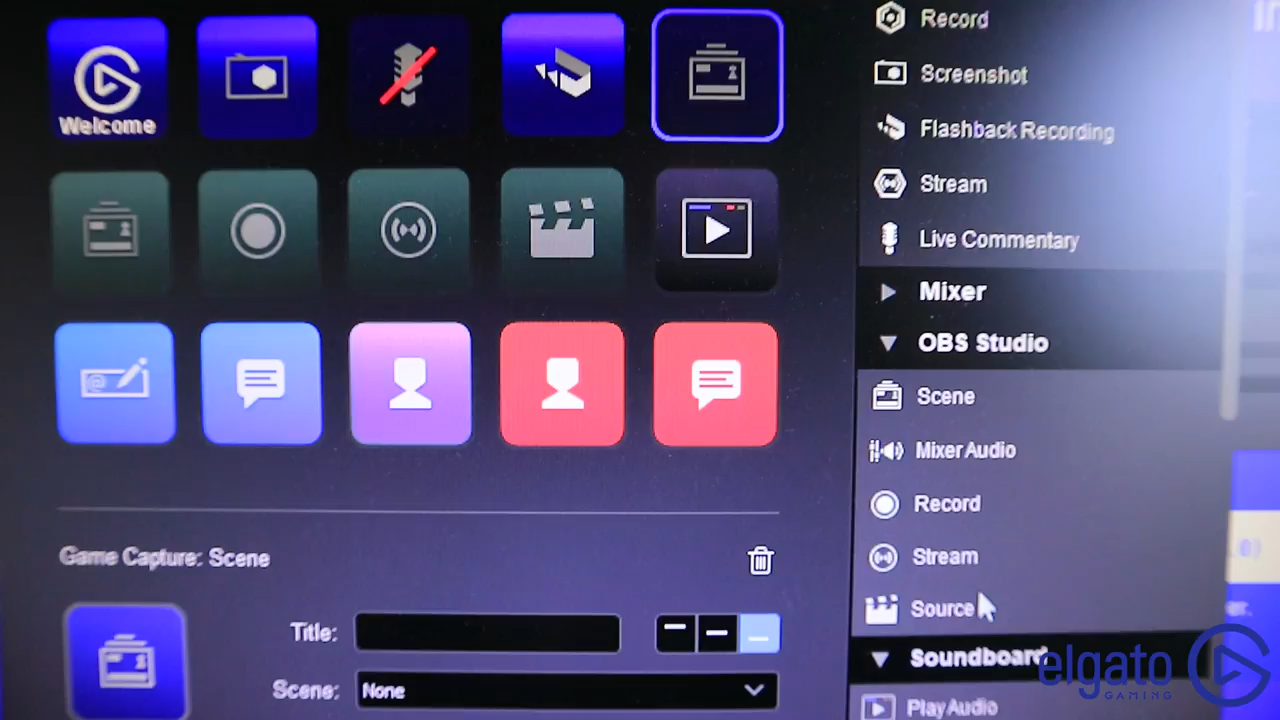 Welcome
Record
Screenshot
Flashback Recording
Stream
Live Commentary
Mixer
OBS Studio
Scene
Mixer Audio
Record
Stream
Source
Soundboard
Play Audio
Game Capture: Scene
Title:
Scene:
None
elgato
GAMING